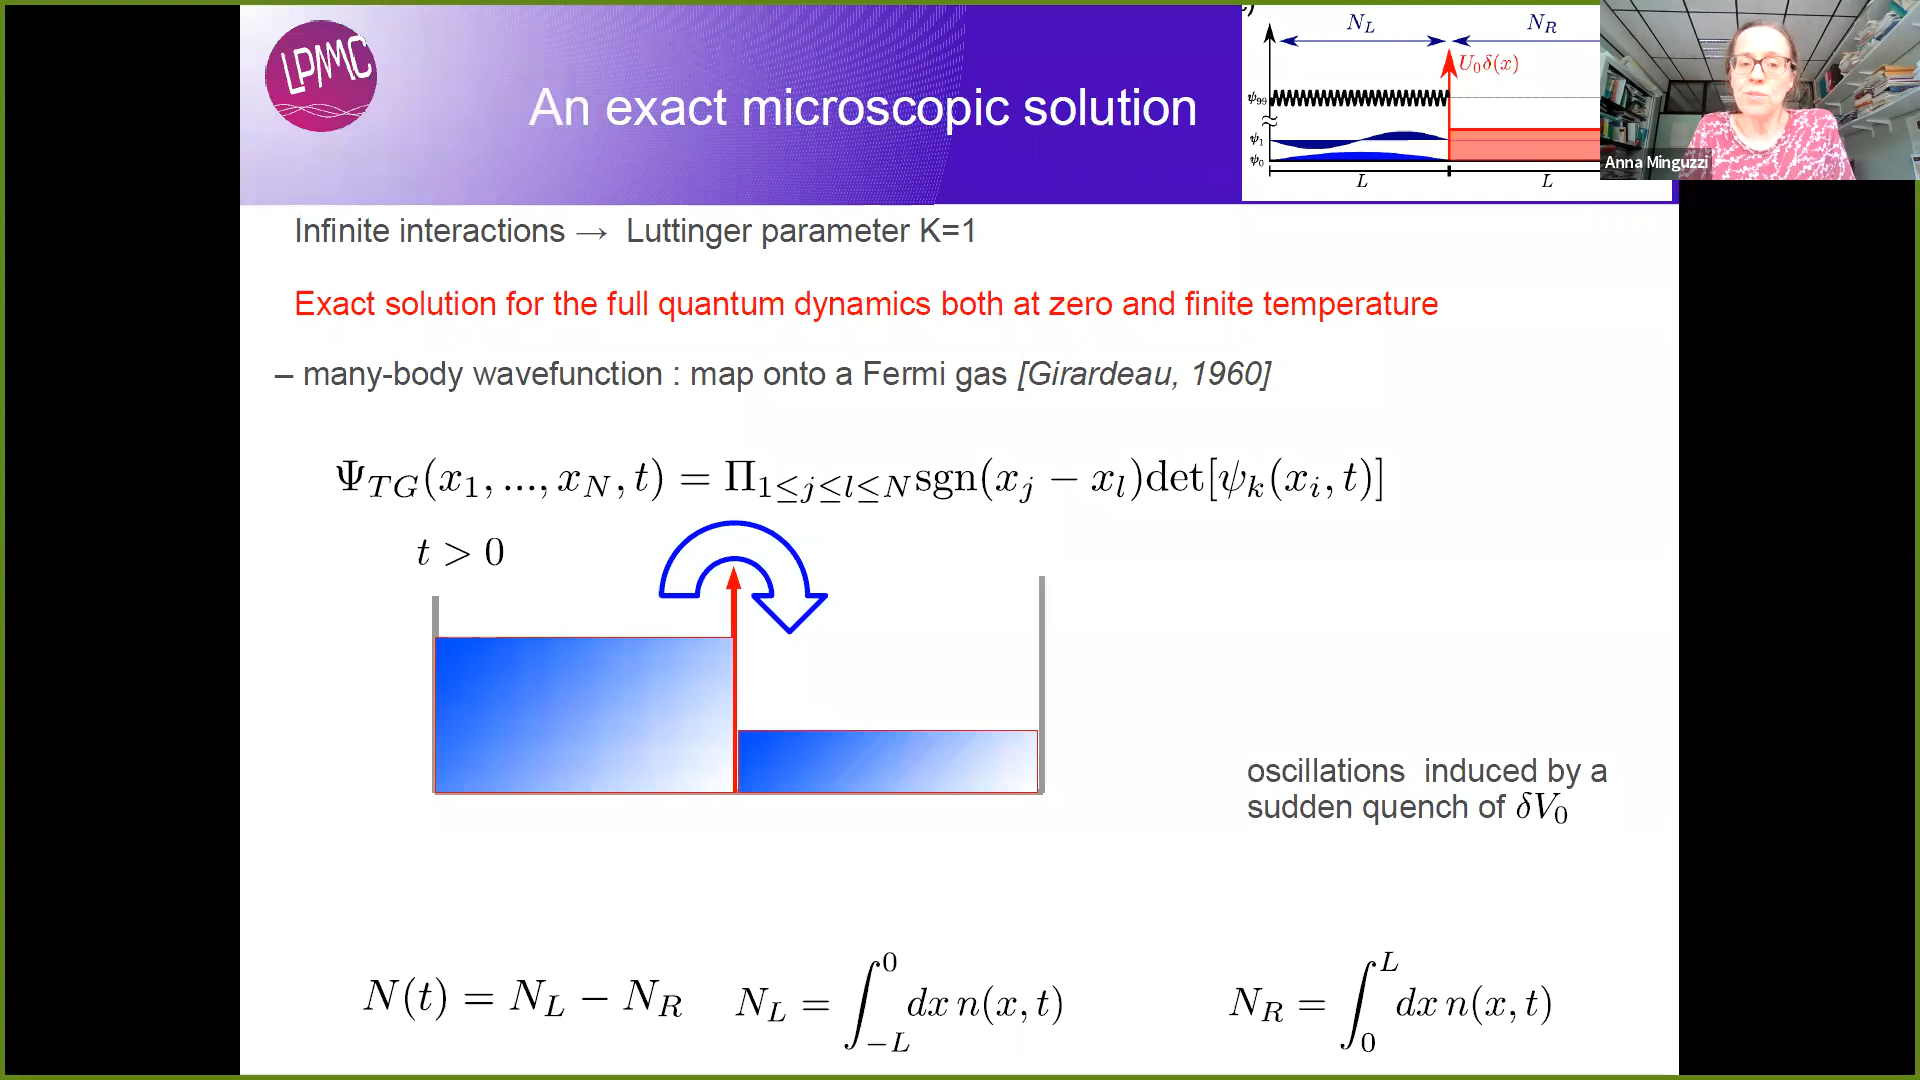 LPMMC
An exact microscopic solution
N_L
N_R
U_0δ(x)
ψ_99
ψ_1
ψ_0
L
L
Anna Minguzzi
Infinite interactions → Luttinger parameter K=1
Exact solution for the full quantum dynamics both at zero and finite temperature
– many-body wavefunction : map onto a Fermi gas [Girardeau, 1960]
Ψ_{TG}(x_1, ..., x_N, t) = Π_{1≤j≤l≤N} sgn(x_j − x_l)det[ψ_k(x_i, t)]
t > 0
oscillations induced by a
sudden quench of δV_0
N(t) = N_L − N_R N_L = ∫_{−L}^{0} dx n(x, t) N_R = ∫_{0}^{L} dx n(x, t)